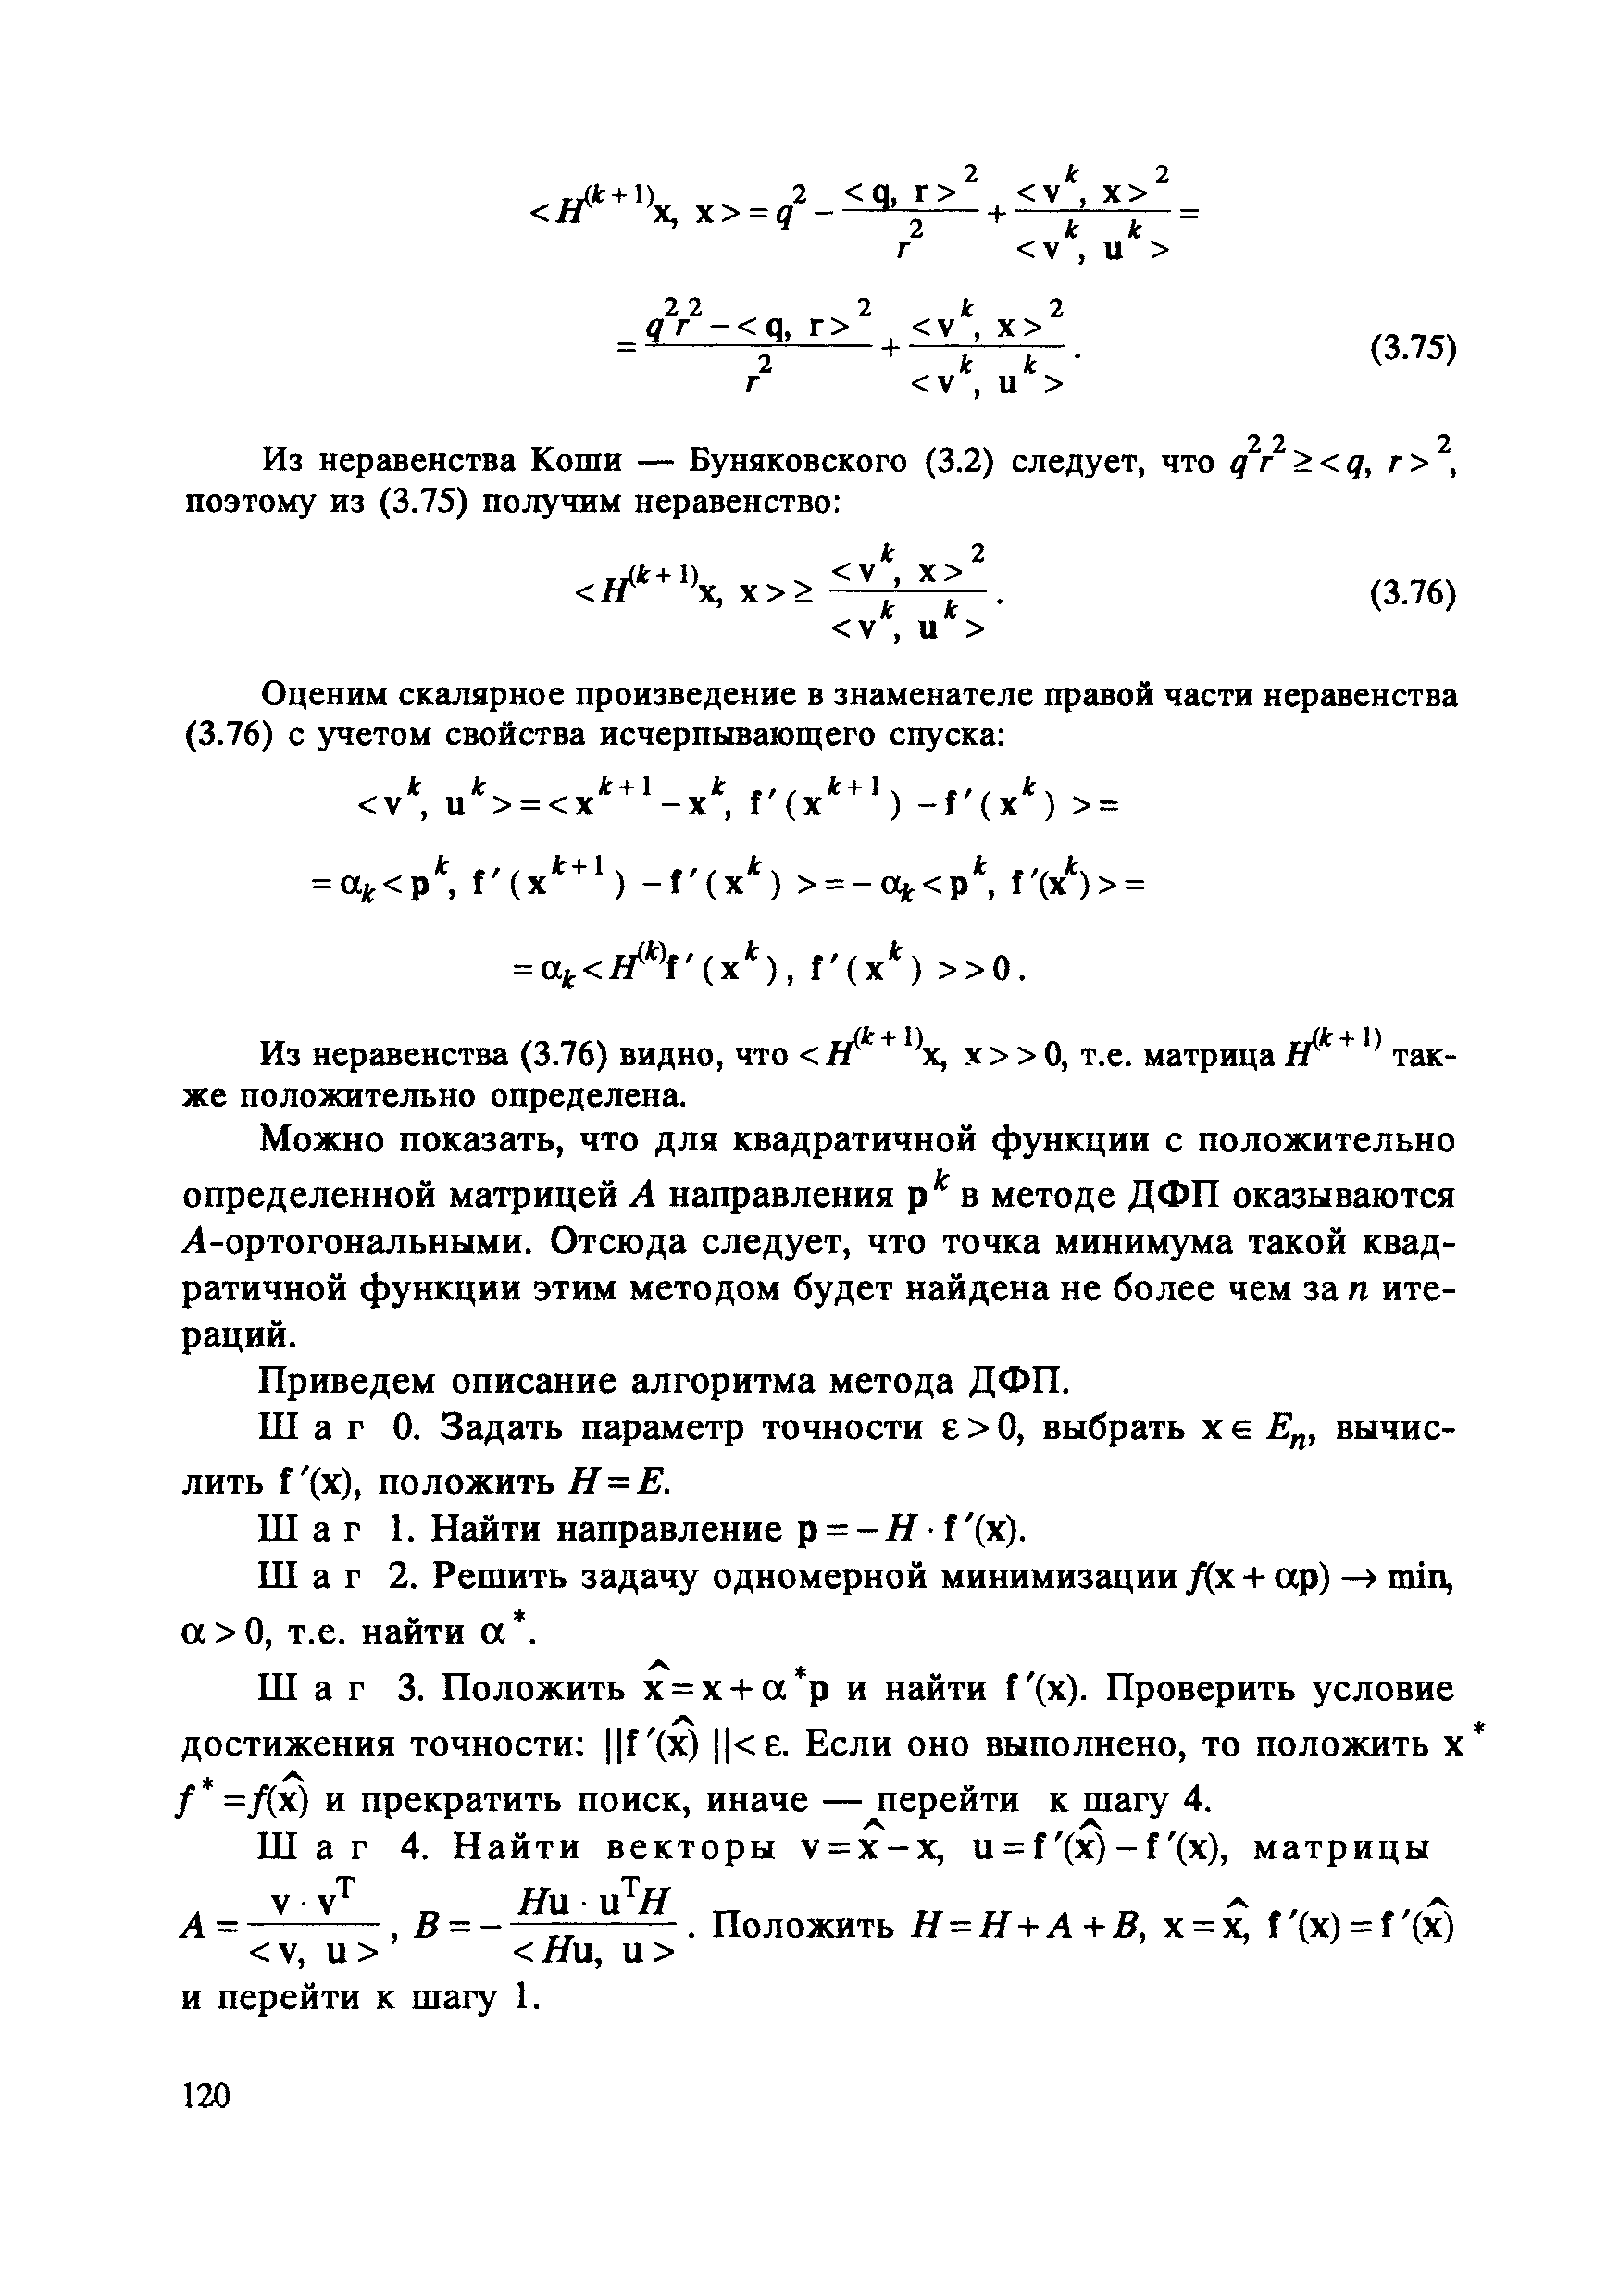 <H^{(k+1)}x, x> = q^2 - \frac{<q, r>^2}{r^2} + \frac{<v^k, x>^2}{<v^k, u^k>} =
= \frac{q^2 r^2 - <q, r>^2}{r^2} + \frac{<v^k, x>^2}{<v^k, u^k>}. (3.75)
Из неравенства Коши — Буняковского (3.2) следует, что q^2 r^2 ≥ <q, r>^2,
поэтому из (3.75) получим неравенство:
<H^{(k+1)}x, x> ≥ \frac{<v^k, x>^2}{<v^k, u^k>}. (3.76)
Оценим скалярное произведение в знаменателе правой части неравенства
(3.76) с учетом свойства исчерпывающего спуска:
<v^k, u^k> = <x^{k+1} - x^k, f′(x^{k+1}) - f′(x^k)> =
= α_k<p^k, f′(x^{k+1}) - f′(x^k)> = -α_k<p^k, f′(x^k)> =
= α_k<H^{(k)}f′(x^k), f′(x^k)> > 0.
Из неравенства (3.76) видно, что <H^{(k+1)}x, x> > 0, т.е. матрица H^{(k+1)} так-
же положительно определена.
Можно показать, что для квадратичной функции с положительно
определенной матрицей A направления p^k в методе ДФП оказываются
A-ортогональными. Отсюда следует, что точка минимума такой квад-
ратичной функции этим методом будет найдена не более чем за n ите-
раций.
Приведем описание алгоритма метода ДФП.
Шаг 0. Задать параметр точности ε > 0, выбрать x ∈ E_n, вычис-
лить f′(x), положить H = E.
Шаг 1. Найти направление p = -H · f′(x).
Шаг 2. Решить задачу одномерной минимизации f(x + αp) → min,
α > 0, т.е. найти α*.
Шаг 3. Положить x̂ = x + α*p и найти f′(x). Проверить условие
достижения точности: ||f′(x̂)|| < ε. Если оно выполнено, то положить x*
f* = f(x̂) и прекратить поиск, иначе — перейти к шагу 4.
Шаг 4. Найти векторы v = x̂ - x, u = f′(x̂) - f′(x), матрицы
A = \frac{v · v^T}{<v, u>}, B = -\frac{Hu · u^T H}{<Hu, u>}. Положить H = H + A + B, x = x̂, f′(x) = f′(x̂)
и перейти к шагу 1.
120